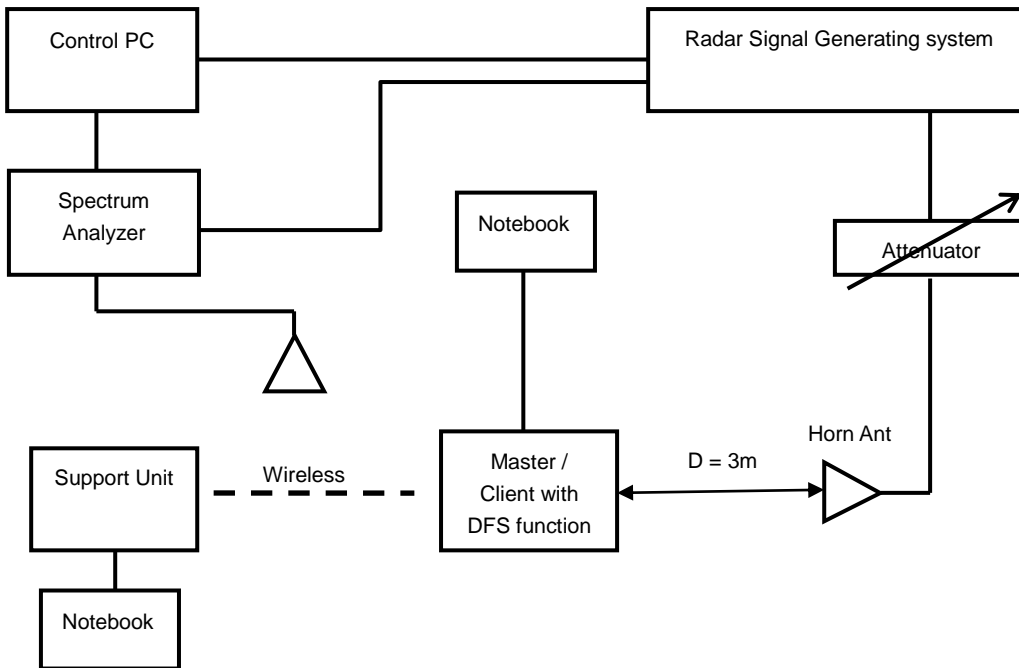 Control PC
Radar Signal Generating system
Spectrum
Analyzer
Notebook
Attenuator
Horn Ant
D = 3m
Master /
Client with
DFS function
Wireless
Support Unit
Notebook